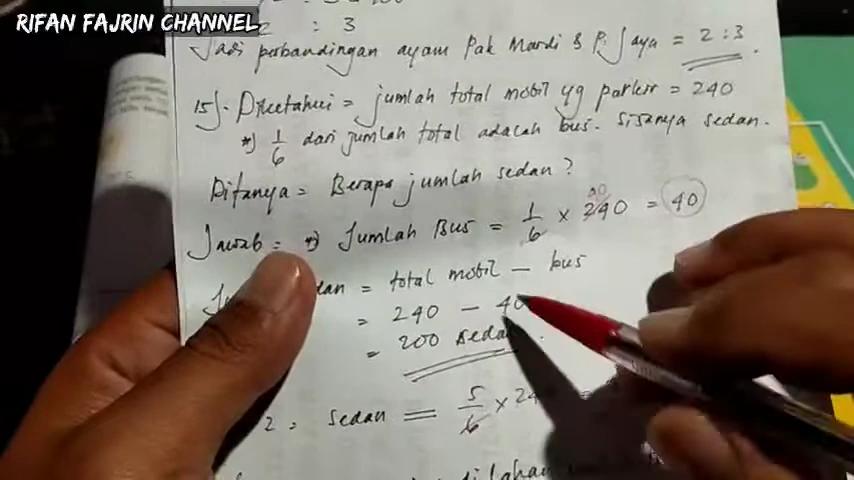 RIFAN FAJRIN CHANNEL
2 : 3
Jadi perbandingan ayam Pak Mardi & P. Jaya = 2 : 3.
15). Diketahui = jumlah total mobil yg parkir = 240
*) 1/6 dari jumlah total adalah bus. Sisanya sedan.
Ditanya = Berapa jumlah sedan?
Jawab = *) Jumlah Bus = 1/6 × 240 = 40
40
dan = total mobil - bus
= 240 - 40
= 200 sedan
2 = Sedan = 5/6 × 24